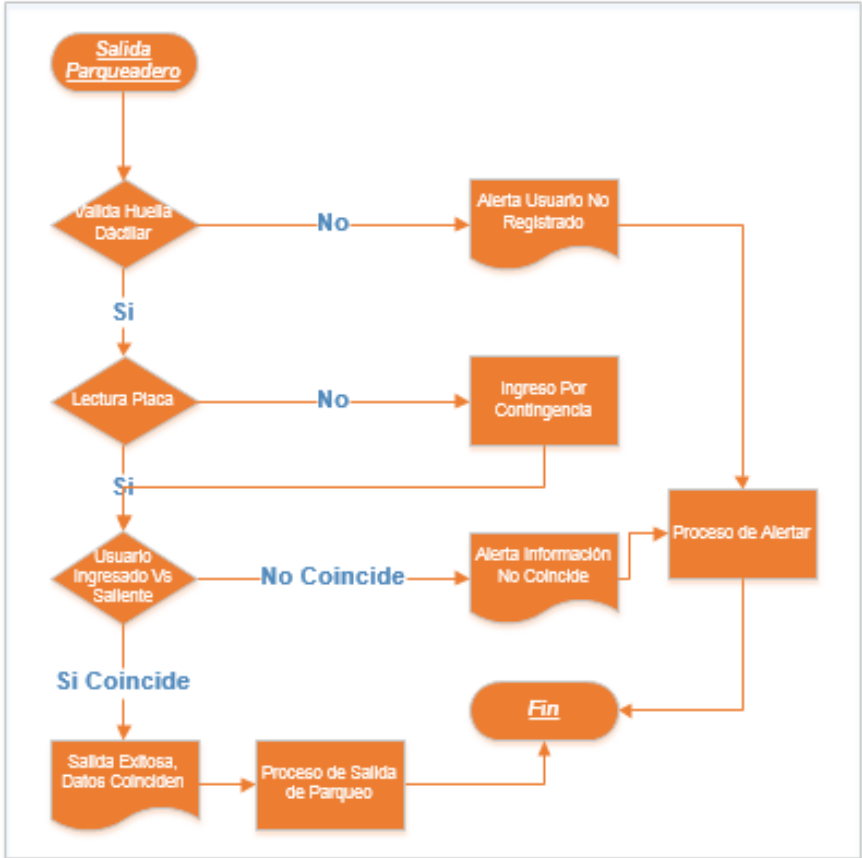 Salida
Parqueadero
Valida Huella
Dáctilar
No
Alerta Usuario No
Registrado
Si
Lectura Placa
No
Ingreso Por
Contingencia
Si
Usuario
Ingresado Vs
Saliente
No Coincide
Alerta Información
No Coincide
Proceso de Alertar
Si Coincide
Fin
Salida Exitosa,
Datos Coinciden
Proceso de Salida
de Parqueo